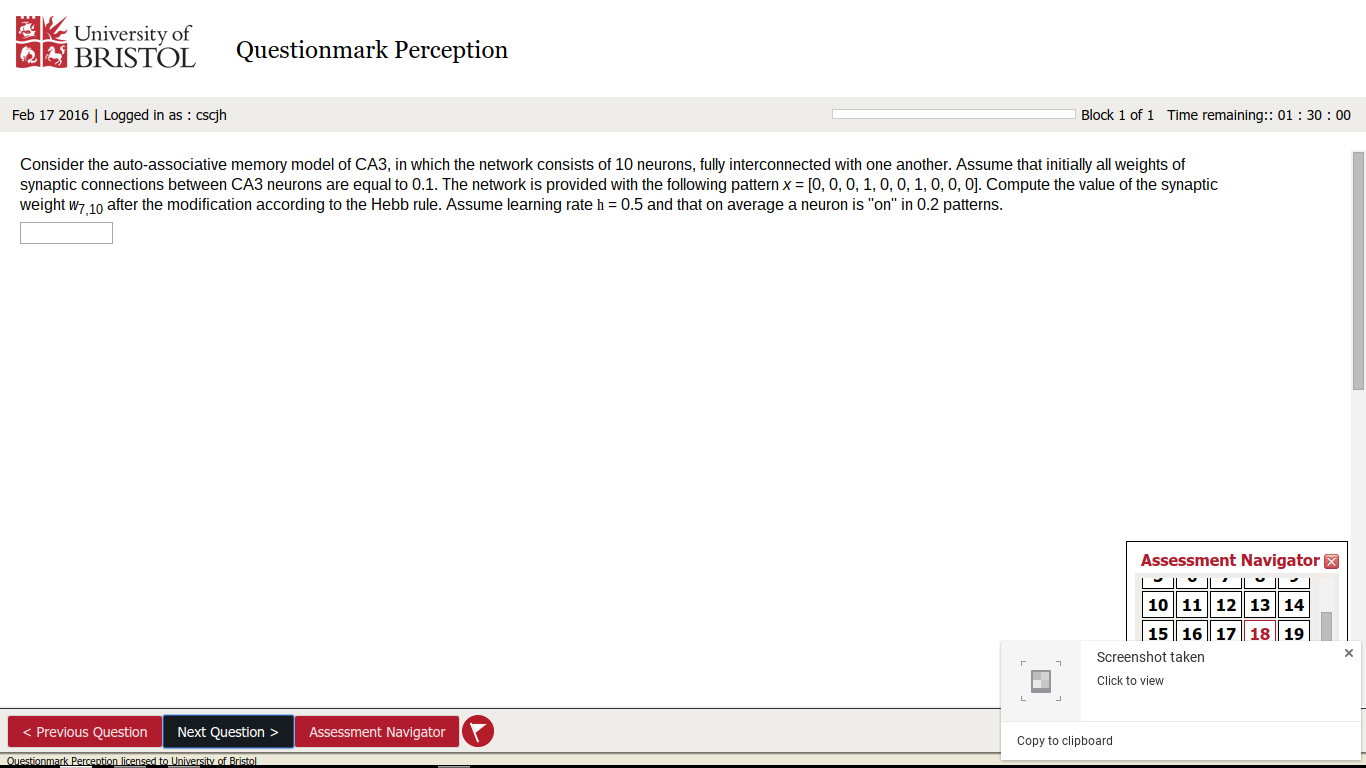 University of
BRISTOL
Questionmark Perception
Feb 17 2016 | Logged in as : cscjh
Block 1 of 1 Time remaining:: 01 : 30 : 00
Consider the auto-associative memory model of CA3, in which the network consists of 10 neurons, fully interconnected with one another. Assume that initially all weights of
synaptic connections between CA3 neurons are equal to 0.1. The network is provided with the following pattern x = [0, 0, 0, 1, 0, 0, 1, 0, 0, 0]. Compute the value of the synaptic
weight w7,10 after the modification according to the Hebb rule. Assume learning rate h = 0.5 and that on average a neuron is "on" in 0.2 patterns.
Assessment Navigator
5 6 7 8 9
10 11 12 13 14
15 16 17 18 19
Screenshot taken
Click to view
Copy to clipboard
< Previous Question Next Question > Assessment Navigator
Questionmark Perception licensed to University of Bristol